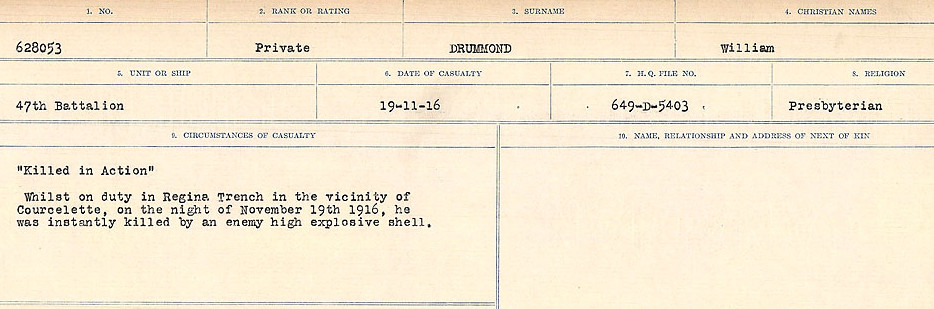 1. NO.	2. RANK OR RATING	3. SURNAME	4. CHRISTIAN NAMES
628053	Private	DRUMMOND	William
5. UNIT OR SHIP	6. DATE OF CASUALTY	7. H.Q. FILE NO.	8. RELIGION
47th Battalion	19-11-16	649-D-5403	Presbyterian
9. CIRCUMSTANCES OF CASUALTY	10. NAME, RELATIONSHIP AND ADDRESS OF NEXT OF KIN
"Killed in Action"
Whilst on duty in Regina Trench in the vicinity of
Courcelette, on the night of November 19th 1916, he
was instantly killed by an enemy high explosive shell.